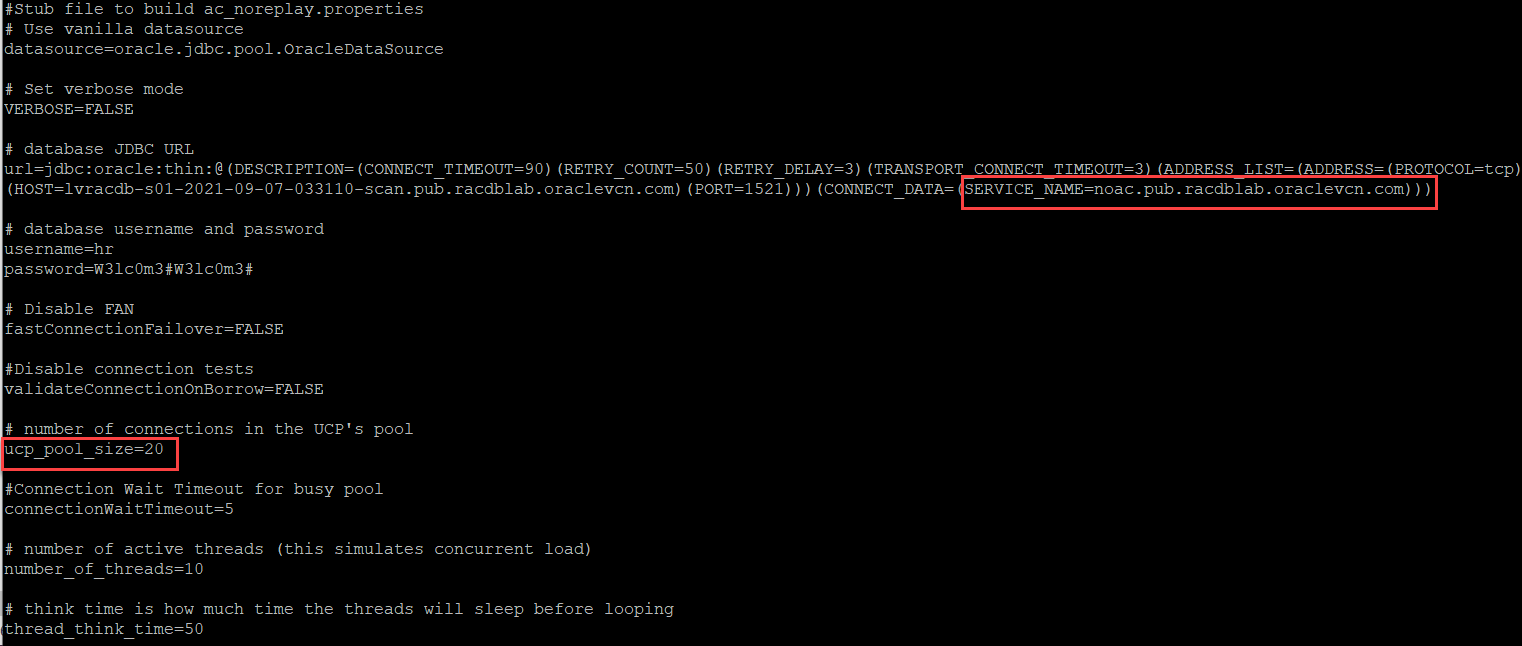 #Stub file to build ac_noreplay.properties
# Use vanilla datasource
datasource=oracle.jdbc.pool.OracleDataSource
# Set verbose mode
VERBOSE=FALSE
# database JDBC URL
url=jdbc:oracle:thin:@(DESCRIPTION=(CONNECT_TIMEOUT=90)(RETRY_COUNT=50)(RETRY_DELAY=3)(TRANSPORT_CONNECT_TIMEOUT=3)(ADDRESS_LIST=(ADDRESS=(PROTOCOL=tcp)
(HOST=lvracdb-s01-2021-09-07-033110-scan.pub.racdblab.oraclevcn.com)(PORT=1521)))(CONNECT_DATA=(SERVICE_NAME=noac.pub.racdblab.oraclevcn.com)))
# database username and password
username=hr
password=W3lc0m3#W3lc0m3#
# Disable FAN
fastConnectionFailover=FALSE
#Disable connection tests
validateConnectionOnBorrow=FALSE
# number of connections in the UCP's pool
ucp_pool_size=20
#Connection Wait Timeout for busy pool
connectionWaitTimeout=5
# number of active threads (this simulates concurrent load)
number_of_threads=10
# think time is how much time the threads will sleep before looping
thread_think_time=50